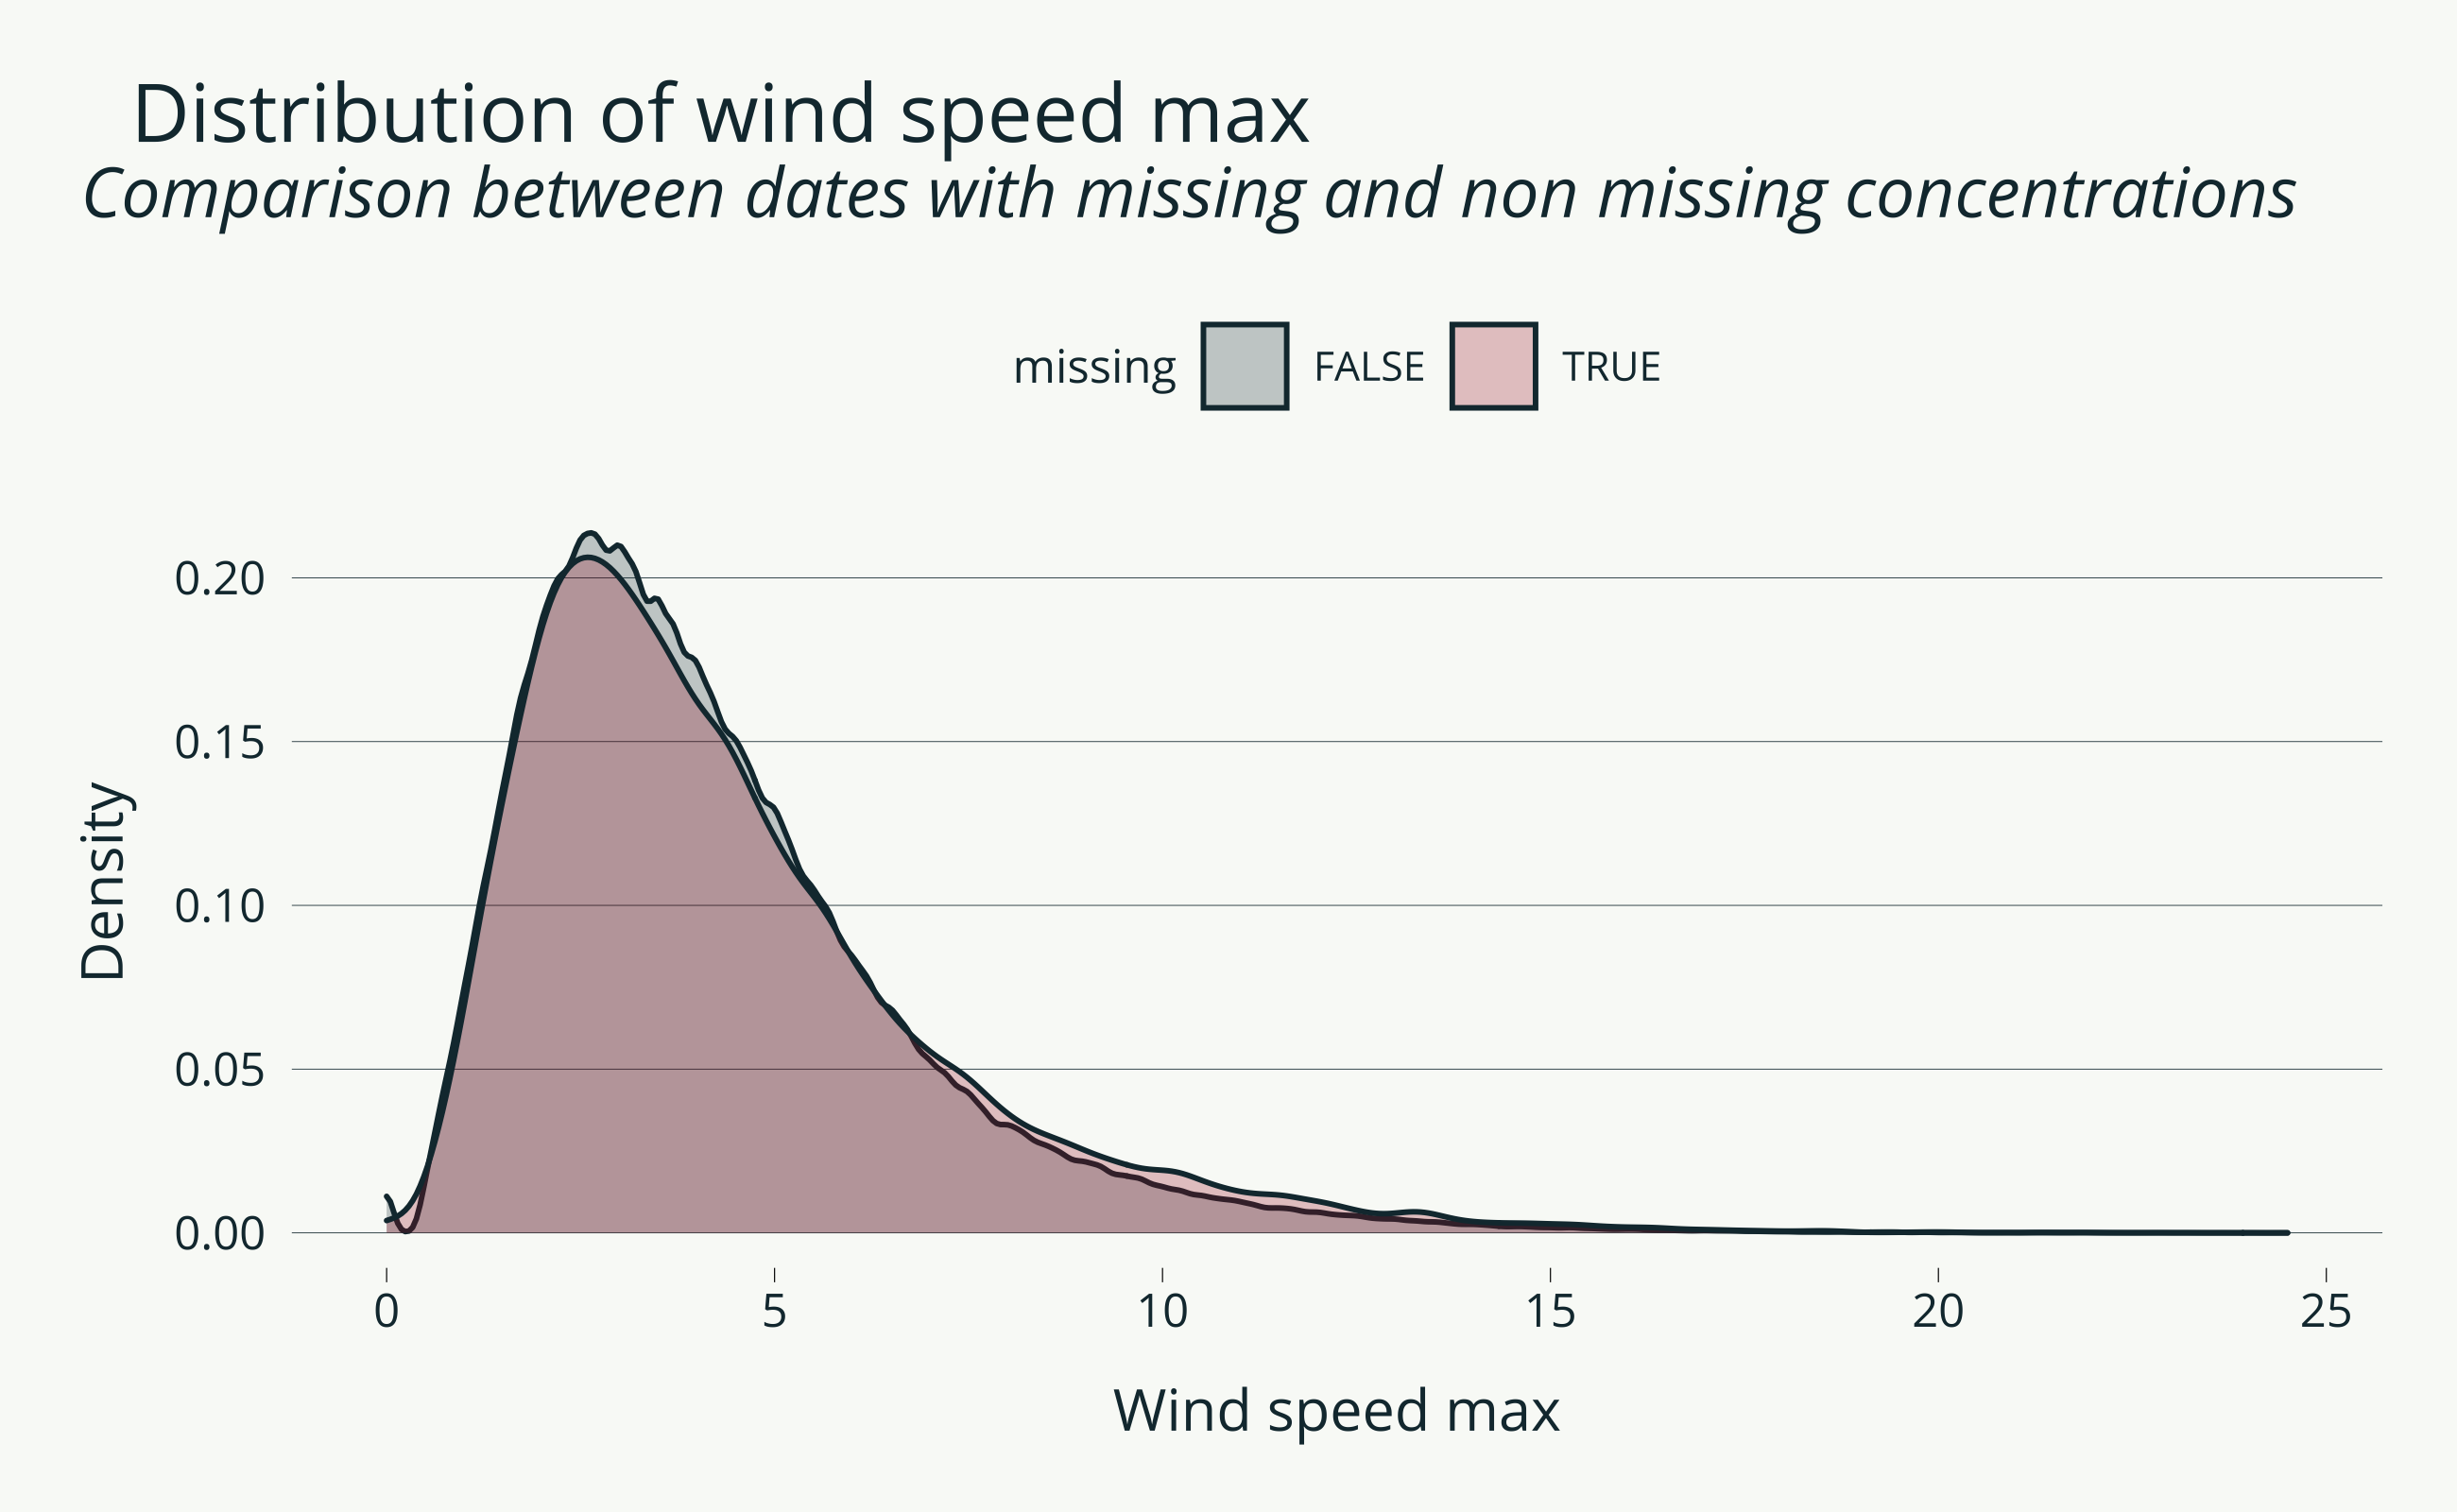 Distribution of wind speed max
Comparison between dates with missing and non missing concentrations
missing FALSE TRUE
0.20
0.15
0.10
0.05
0.00
Density
0 5 10 15 20 25
Wind speed max